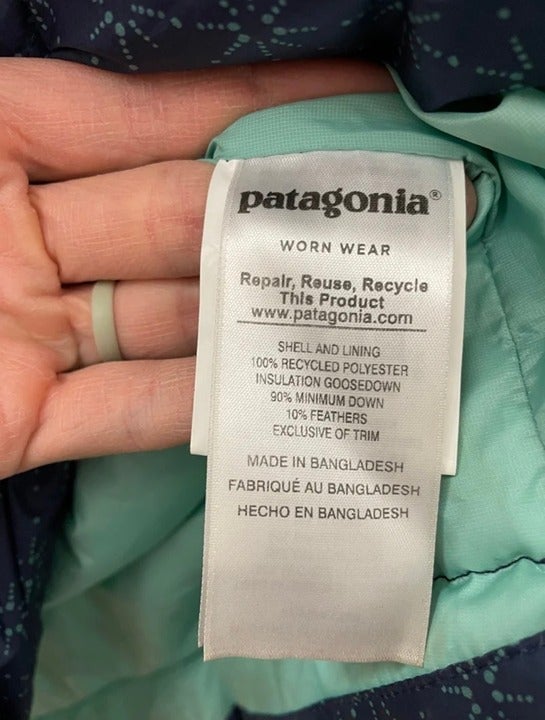 patagonia®
WORN WEAR
Repair, Reuse, Recycle
This Product
www.patagonia.com
SHELL AND LINING
100% RECYCLED POLYESTER
INSULATION GOOSEDOWN
90% MINIMUM DOWN
10% FEATHERS
EXCLUSIVE OF TRIM
MADE IN BANGLADESH
FABRIQUÉ AU BANGLADESH
HECHO EN BANGLADESH